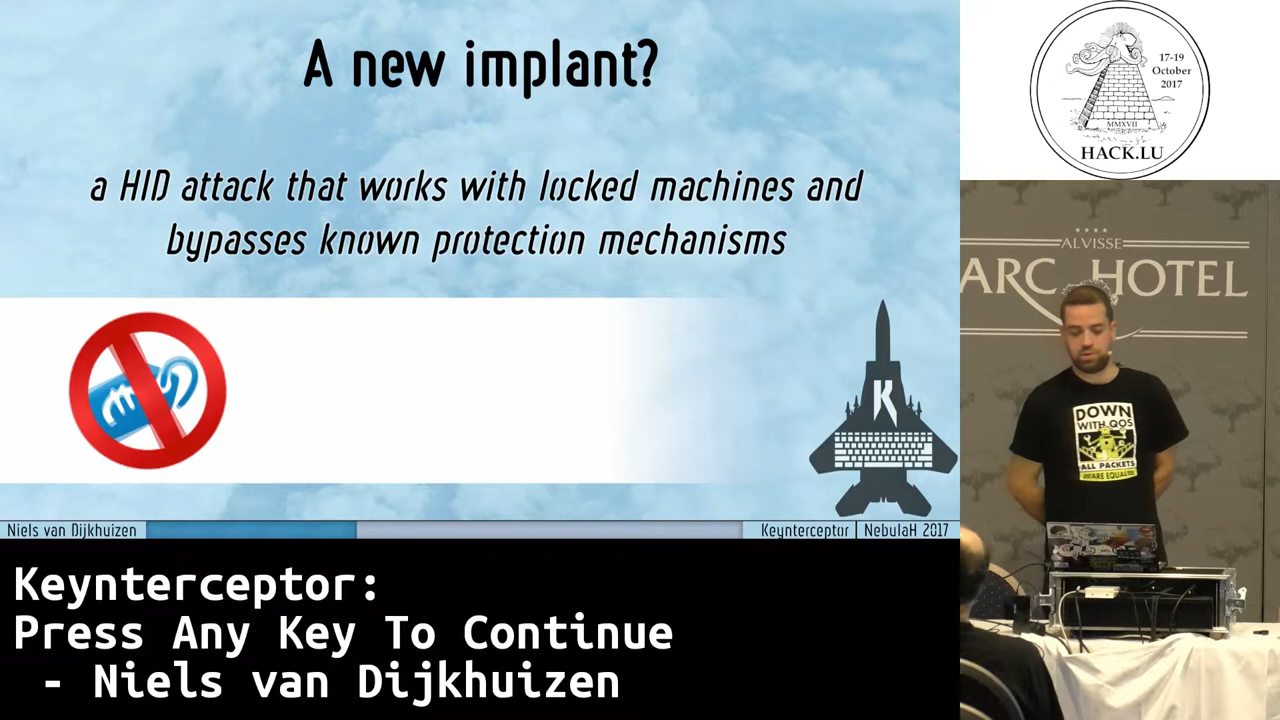 A new implant?
a HID attack that works with locked machines and
bypasses known protection mechanisms
K
Niels van Dijkhuizen
Keynterceptor | NebulaH 2017
Keynterceptor:
Press Any Key To Continue
- Niels van Dijkhuizen
17-19
October
2017
MMXVII
HACK.LU
ALVISSE
ARC HOTEL
DOWN
WITH QOS
ALL PACKETS
ARE EQUAL